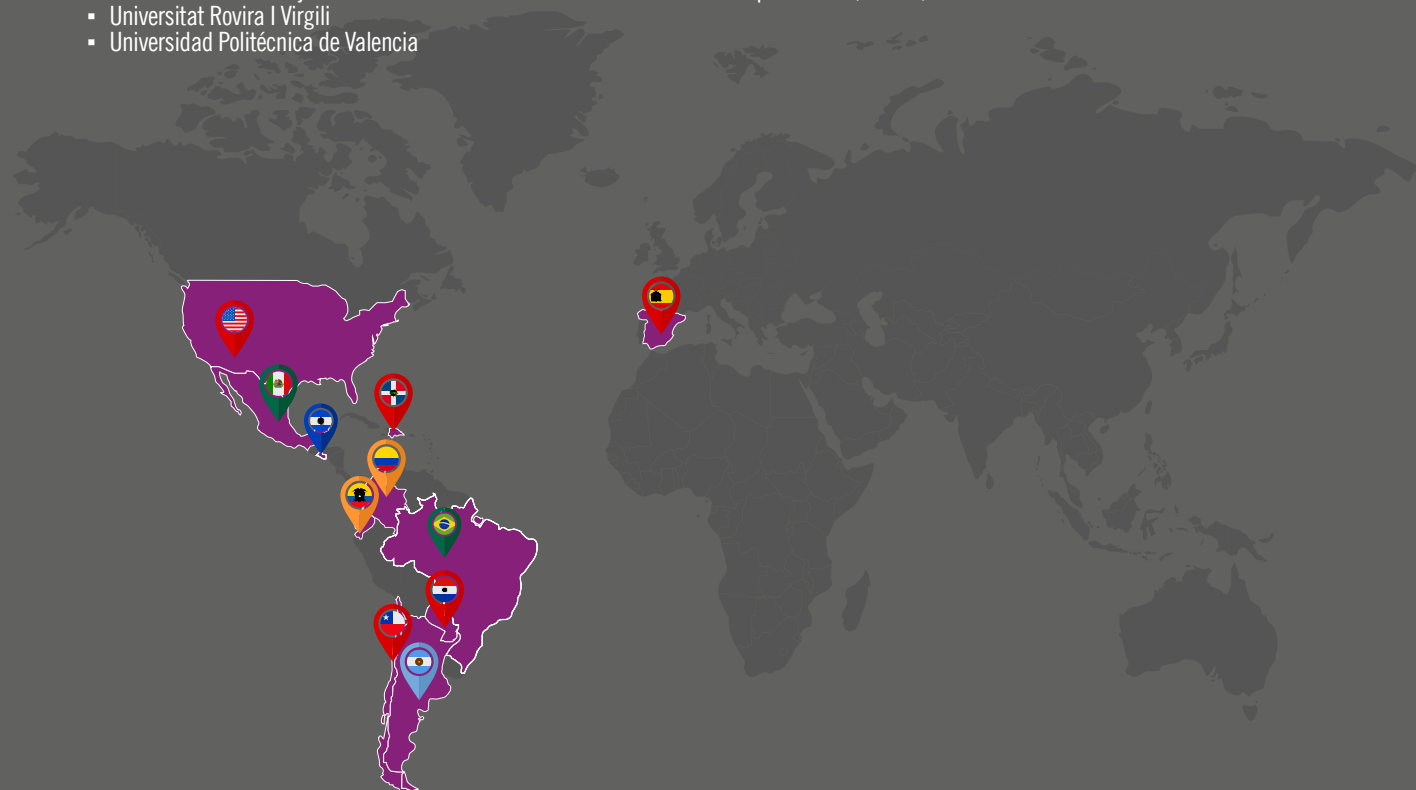 ▪ Universitat Rovira I Virgili
▪ Universidad Politécnica de Valencia